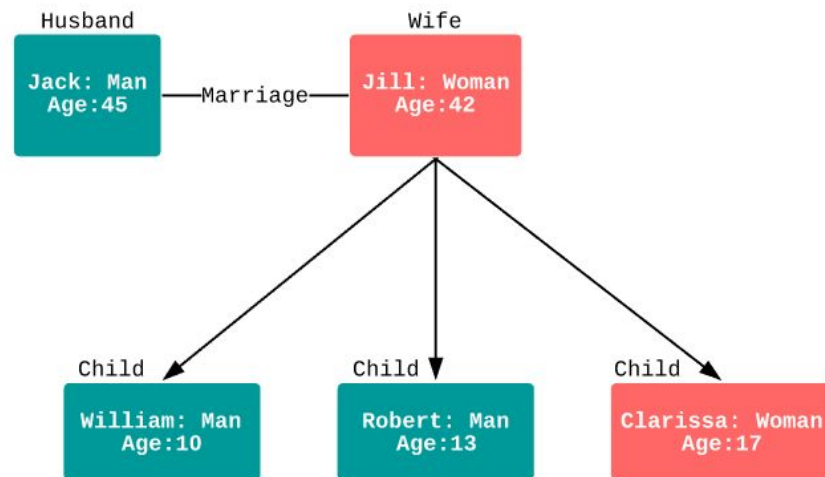 Husband
Wife
Jack: Man
Age:45
Marriage
Jill: Woman
Age:42
Child
Child
Child
William: Man
Age:10
Robert: Man
Age:13
Clarissa: Woman
Age:17